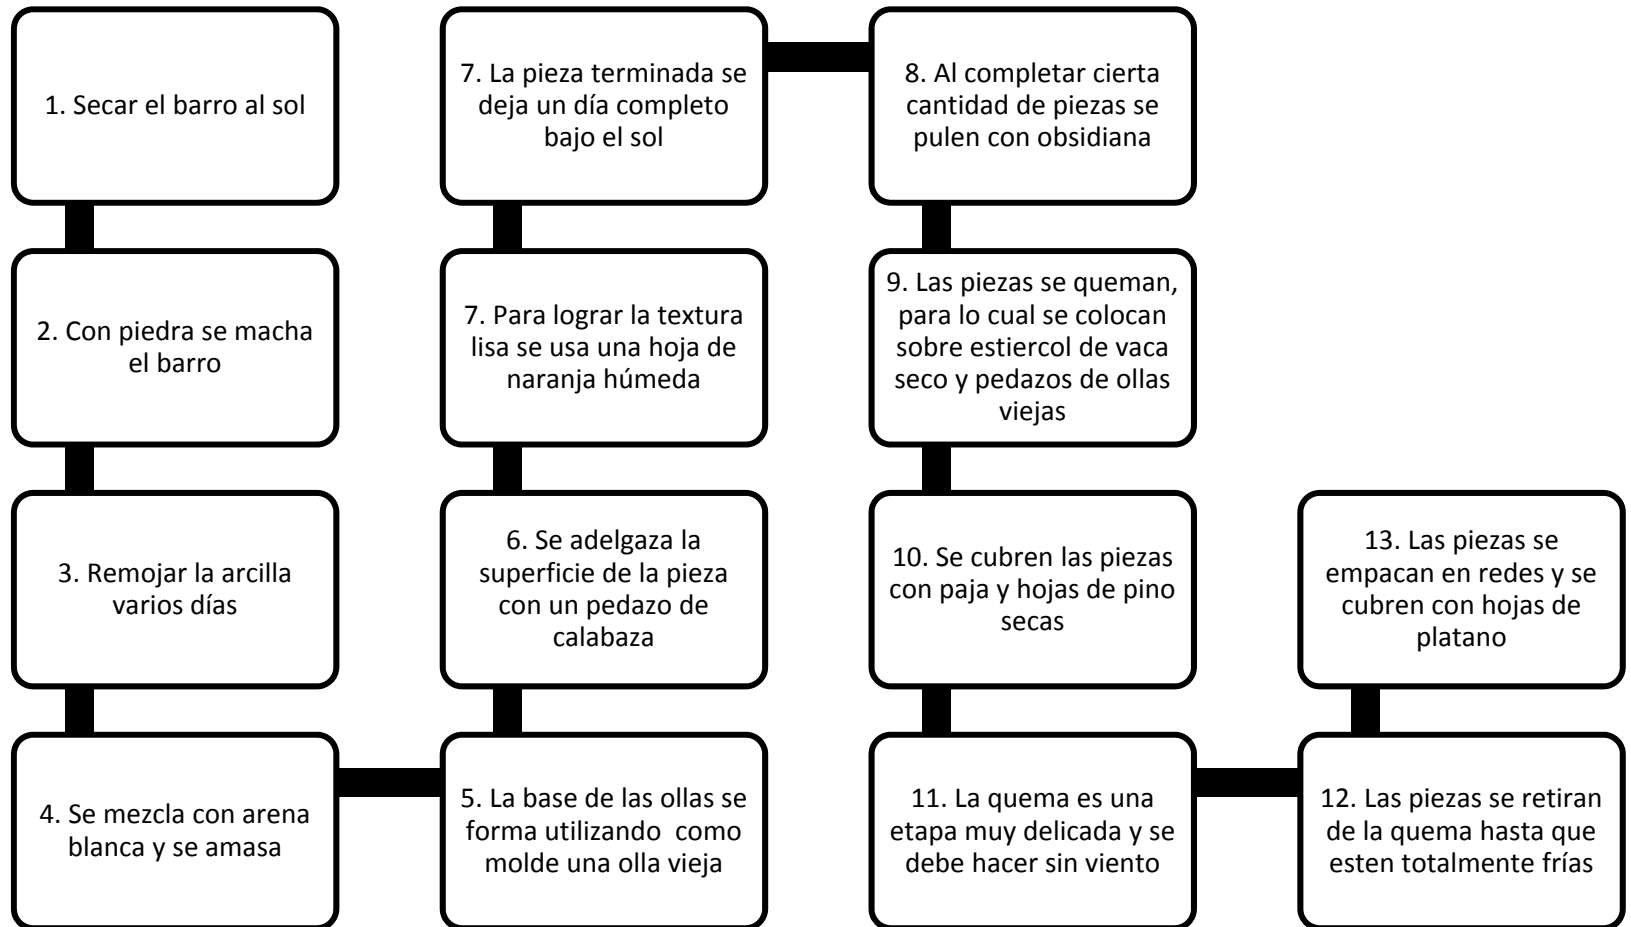 1. Secar el barro al sol
2. Con piedra se macha
el barro
3. Remojar la arcilla
varios días
4. Se mezcla con arena
blanca y se amasa
5. La base de las ollas se
forma utilizando como
molde una olla vieja
6. Se adelgaza la
superficie de la pieza
con un pedazo de
calabaza
7. Para lograr la textura
lisa se usa una hoja de
naranja húmeda
7. La pieza terminada se
deja un día completo
bajo el sol
8. Al completar cierta
cantidad de piezas se
pulen con obsidiana
9. Las piezas se queman,
para lo cual se colocan
sobre estiercol de vaca
seco y pedazos de ollas
viejas
10. Se cubren las piezas
con paja y hojas de pino
secas
11. La quema es una
etapa muy delicada y se
debe hacer sin viento
12. Las piezas se retiran
de la quema hasta que
esten totalmente frías
13. Las piezas se
empacan en redes y se
cubren con hojas de
platano